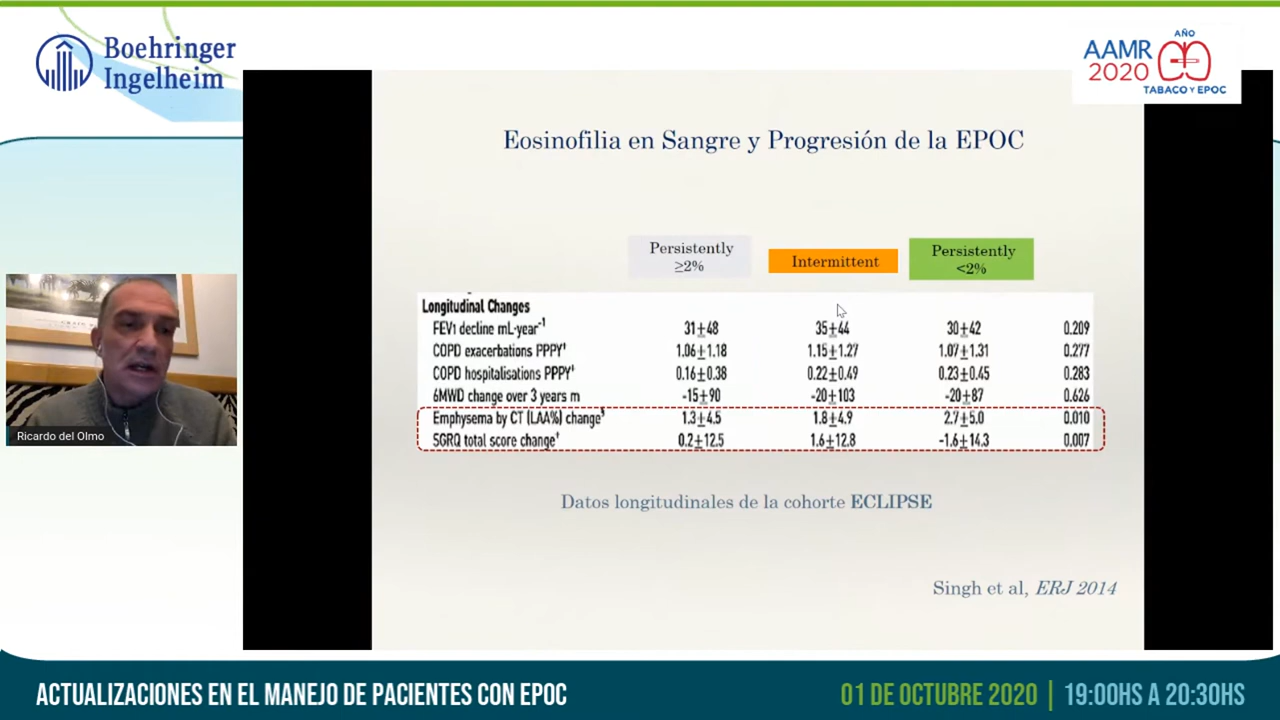 Boehringer
Ingelheim
AÑO
AAMR
2020
TABACO Y EPOC
Eosinofilia en Sangre y Progresión de la EPOC
Persistently
≥2%
Intermittent
Persistently
<2%
Longitudinal Changes
FEV1 decline mL·year⁻¹ 31±48 35±44 30±42 0.209
COPD exacerbations PPPY† 1.06±1.18 1.15±1.27 1.07±1.31 0.277
COPD hospitalisations PPPY† 0.16±0.38 0.22±0.49 0.23±0.45 0.283
6MWD change over 3 years m -15±90 -20±103 -20±87 0.626
Emphysema by CT (LAA%) change§ 1.3±4.5 1.8±4.9 2.7±5.0 0.010
SGRQ total score change† 0.2±12.5 1.6±12.8 -1.6±14.3 0.007
Ricardo del Olmo
Datos longitudinales de la cohorte ECLIPSE
Singh et al, ERJ 2014
ACTUALIZACIONES EN EL MANEJO DE PACIENTES CON EPOC
01 DE OCTUBRE 2020 | 19:00HS A 20:30HS